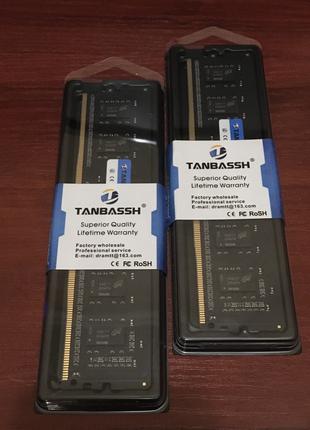 TANBASSH®
Superior Quality
Lifetime Warranty
Factory wholesale
Professional service
E-mail: dramtt@163.com
CE FC RoSH
TANBASSH®
Superior Quality
Lifetime Warranty
Factory wholesale
Professional service
E-mail: dramtt@163.com
CE FC RoSH